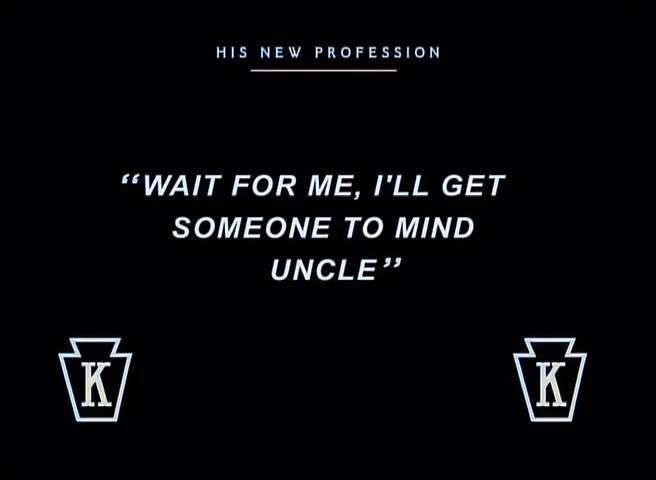 HIS NEW PROFESSION
“WAIT FOR ME, I'LL GET
SOMEONE TO MIND
UNCLE”
K K